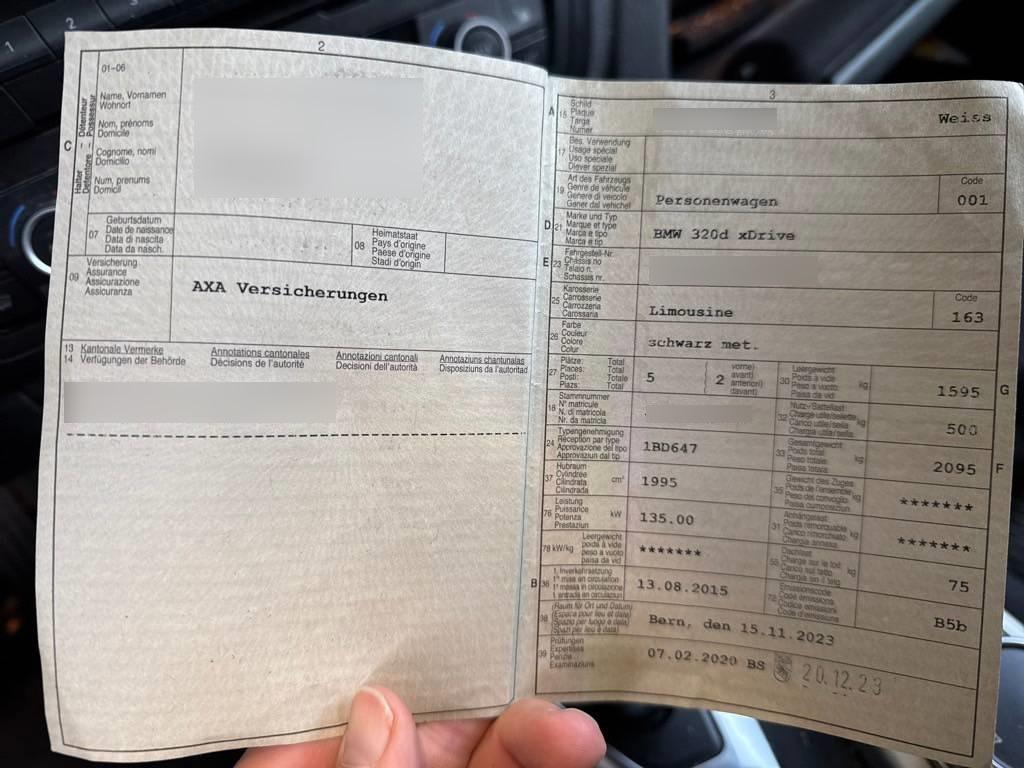 2
01-06
C
Halter - Détenteur
Detentore - Possessur
Name, Vornamen
Wohnort
Nom, prénoms
Domicile
Cognome, nomi
Domicilio
Num, prenums
Domicil
07
Geburtsdatum
Date de naissance
Data di nascita
Data da nasch.
08
Heimatstaat
Pays d'origine
Paese d'origine
Stadi d'origin
09
Versicherung
Assurance
Assicurazione
Assicuranza
AXA Versicherungen
13 Kantonale Vermerke Annotations cantonales Annotazioni cantonali Annotaziuns chantunalas
14 Verfügungen der Behörde Décisions de l'autorité Decisioni dell'autorità Disposiziuns da l'autoritad
3
A 15
Schild
Plaque
Targa
Numer
Weiss
17
Bes. Verwendung
Usage spécial
Uso speciale
Diever spezial
19
Art des Fahrzeugs
Genre de véhicule
Genere di veicolo
Gener dal vehichel
Personenwagen
Code
001
D 21
Marke und Typ
Marque et type
Marca e tipo
Marca e tip
BMW 320d xDrive
E 23
Fahrgestell-Nr.
Châssis no
Telaio n.
Schassis nr.
25
Karosserie
Carrosserie
Carrozzeria
Carossaria
Limousine
Code
163
26
Farbe
Couleur
Colore
Colur
schwarz met.
27
Plätze: Total
Places: Total
Posti: Totale
Plazs: Total
5
( 2
vorne)
avant)
anteriori)
davant)
30
Leergewicht
Poids à vide
Peso a vuoto
Paisa da vid
kg
1595
G
18
Stammnummer
N° matricule
N. di matricola
Nr. da matricla
32
Nutz-/Sattellast
Charge utile/sellette
Carico utile/sella
Chargia utila/sella
kg
500
24
Typengenehmigung
Réception par type
Approvazione del tipo
Approvaziun dal tip
1BD647
33
Gesamtgewicht
Poids total
Peso totale
Paisa totala
kg
2095
F
37
Hubraum
Cylindrée
Cilindrata
Cilindrada
cm³
1995
35
Gewicht des Zuges
Poids de l'ensemble
Peso del convoglio
Paisa cumposiziun
kg
*******
76
Leistung
Puissance
Potenza
Prestaziun
kW
135.00
31
Anhängelast
Poids remorquable
Carico rimorchiato
Chargia annexa
kg
*******
78 kW/kg
Leergewicht
poids à vide
peso a vuoto
paisa da vid
*******
55
Dachlast
Charge sur le toit
Carico sul tetto
Chargia sin il tetg
kg
75
B 36
1. Inverkehrsetzung
1re mise en circulation
1a messa in circolazione
1. entrada en circulaziun
13.08.2015
72
Emissionscode
Code émissions
Codice emissioni
Code d'emissiuns
B5b
38
(Raum für Ort und Datum)
(Espace pour lieu et date)
(Spazio per luogo e data)
(Spazi per lieu e data)
Bern, den 15.11.2023
39
Prüfungen
Expertises
Perizie
Examinaziuns
07.02.2020 BS
20.12.23